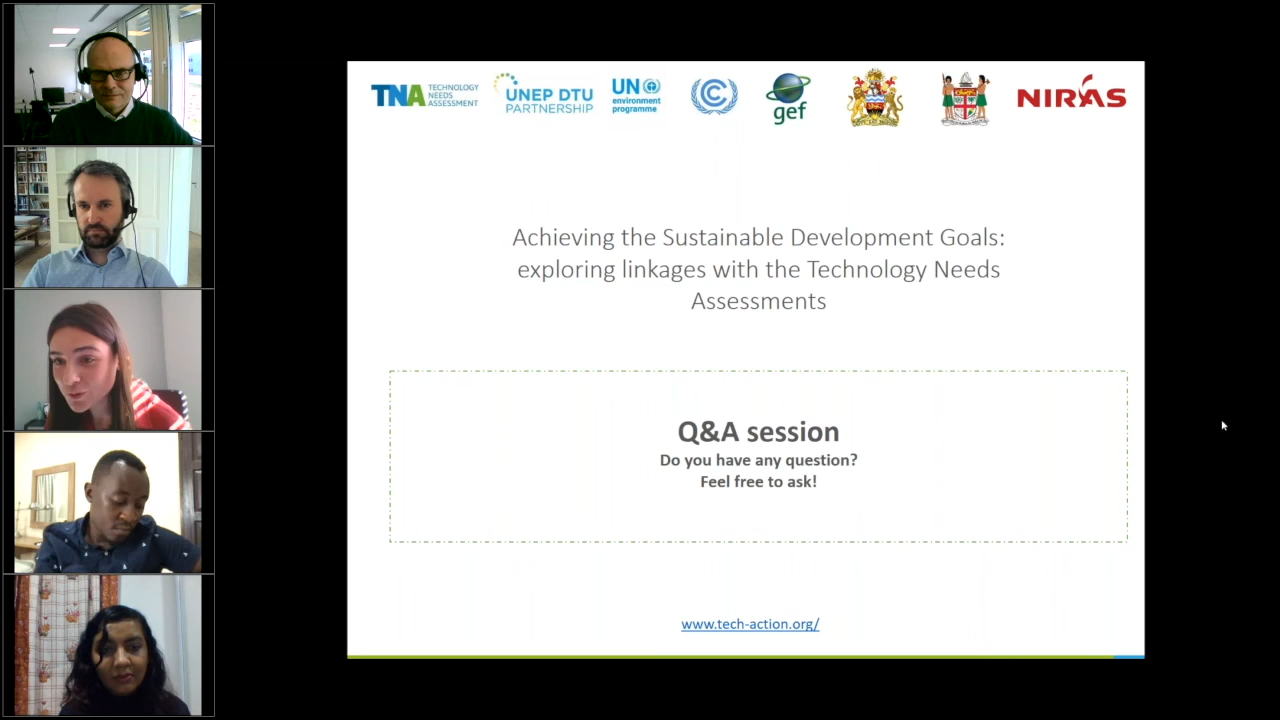 TNA TECHNOLOGY NEEDS ASSESSMENT
UNEP DTU PARTNERSHIP
UN environment programme
gef
NIRAS
Achieving the Sustainable Development Goals:
exploring linkages with the Technology Needs
Assessments
Q&A session
Do you have any question?
Feel free to ask!
www.tech-action.org/